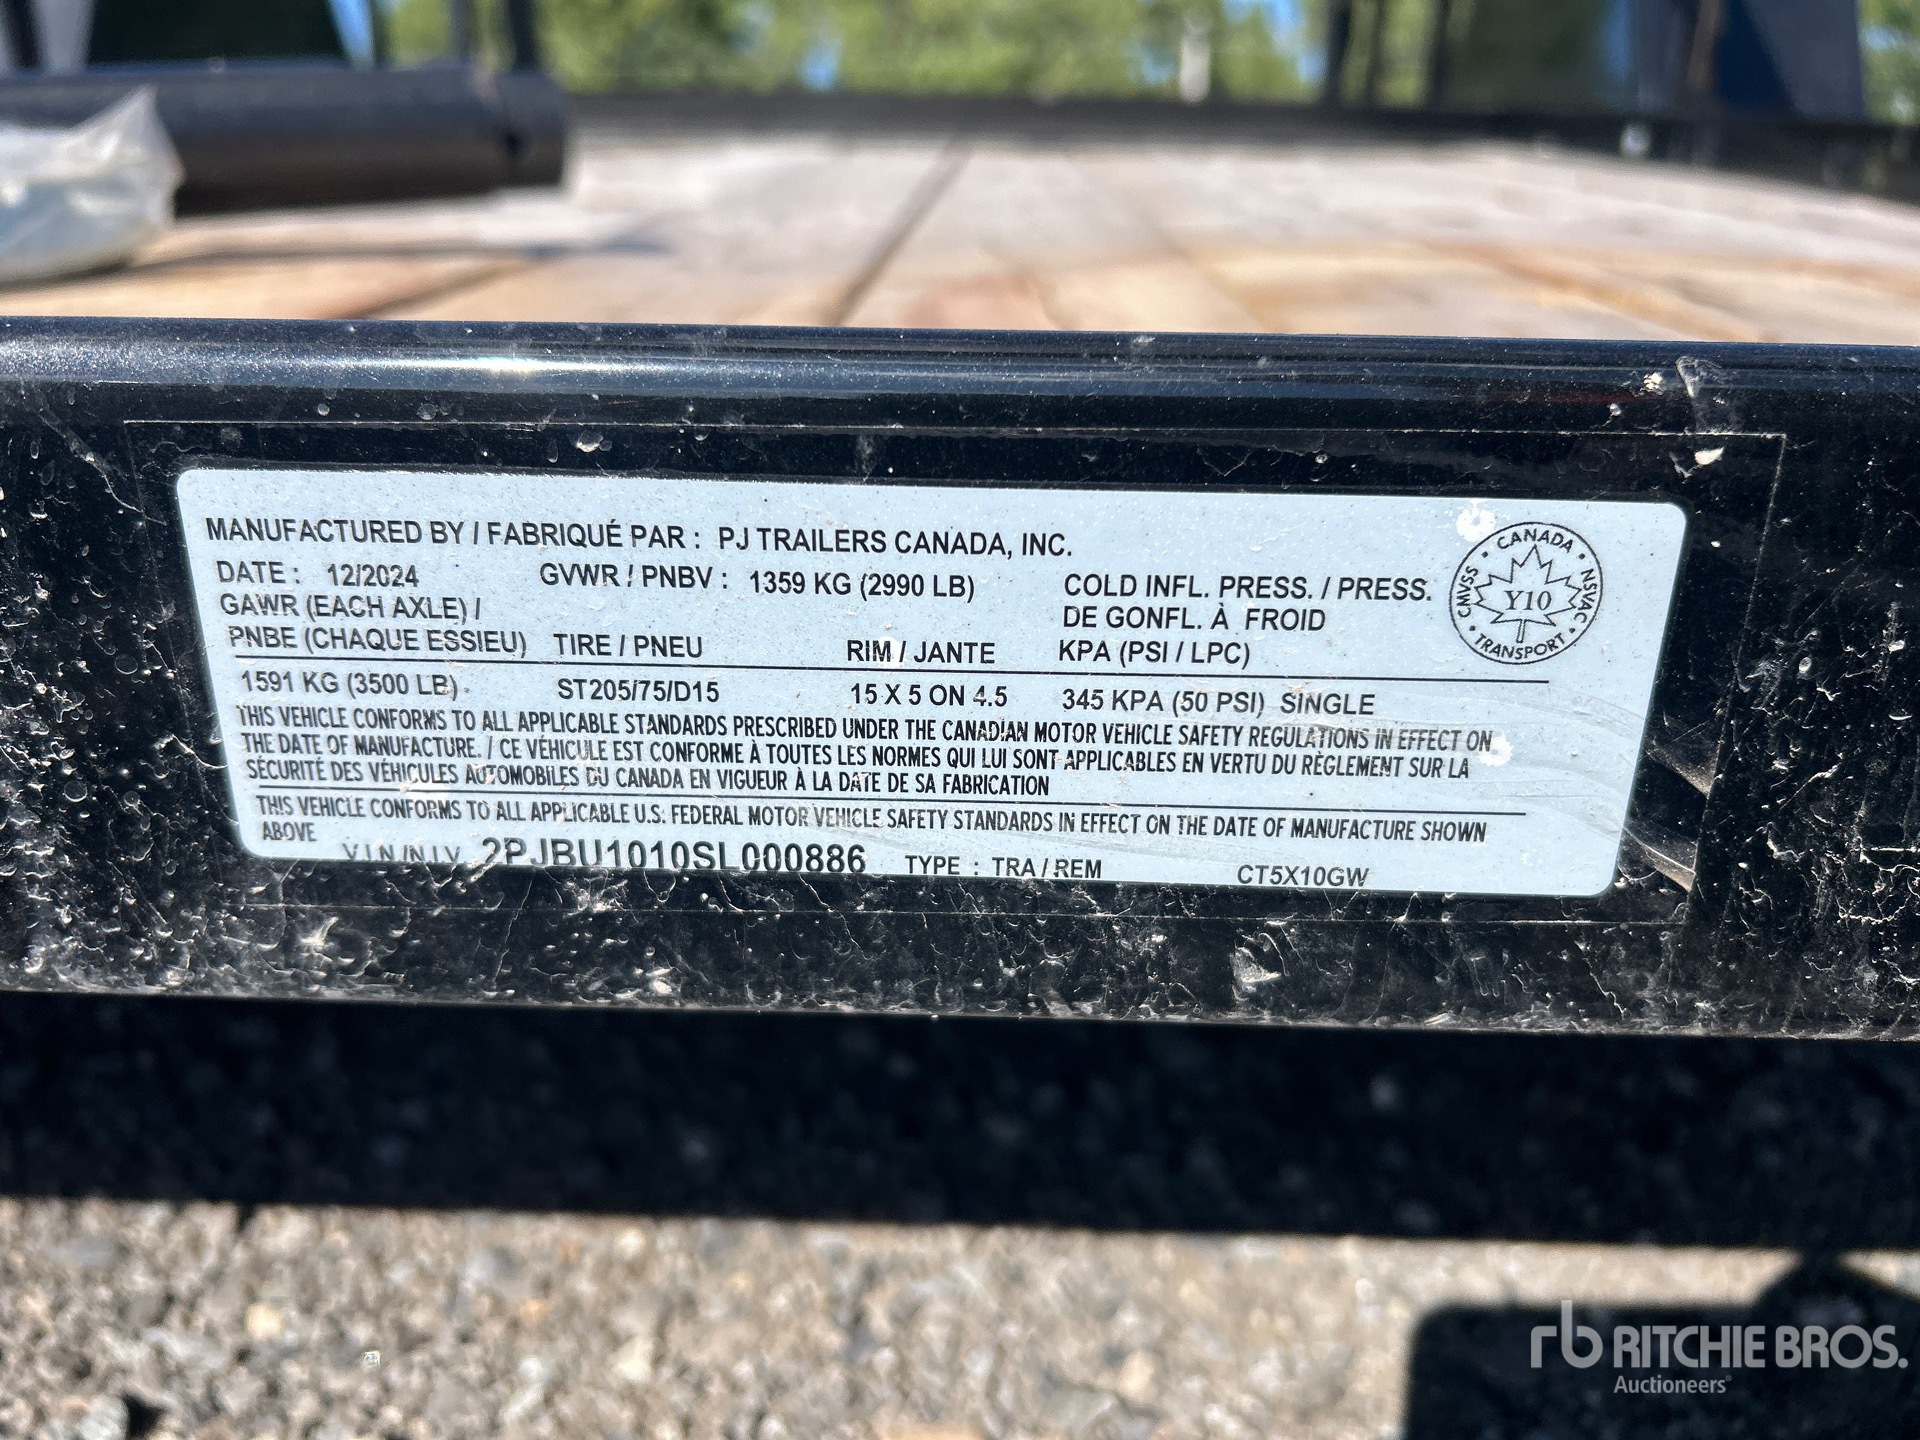 MANUFACTURED BY / FABRIQUÉ PAR : PJ TRAILERS CANADA, INC.
DATE : 12/2024 GVWR / PNBV : 1359 KG (2990 LB) COLD INFL. PRESS. / PRESS.
GAWR (EACH AXLE) / DE GONFL. À FROID
PNBE (CHAQUE ESSIEU) TIRE / PNEU RIM / JANTE KPA (PSI / LPC)
CANADA
CMVSS Y10 NSVAC
TRANSPORT
1591 KG (3500 LB) ST205/75/D15 15 X 5 ON 4.5 345 KPA (50 PSI) SINGLE
THIS VEHICLE CONFORMS TO ALL APPLICABLE STANDARDS PRESCRIBED UNDER THE CANADIAN MOTOR VEHICLE SAFETY REGULATIONS IN EFFECT ON
THE DATE OF MANUFACTURE. / CE VÉHICULE EST CONFORME À TOUTES LES NORMES QUI LUI SONT APPLICABLES EN VERTU DU RÈGLEMENT SUR LA
SÉCURITÉ DES VÉHICULES AUTOMOBILES DU CANADA EN VIGUEUR À LA DATE DE SA FABRICATION
THIS VEHICLE CONFORMS TO ALL APPLICABLE U.S. FEDERAL MOTOR VEHICLE SAFETY STANDARDS IN EFFECT ON THE DATE OF MANUFACTURE SHOWN
ABOVE V.I.N./N.I.V. 2PJBU1010SL000886 TYPE : TRA / REM CT5X10GW
rb RITCHIE BROS.
Auctioneers